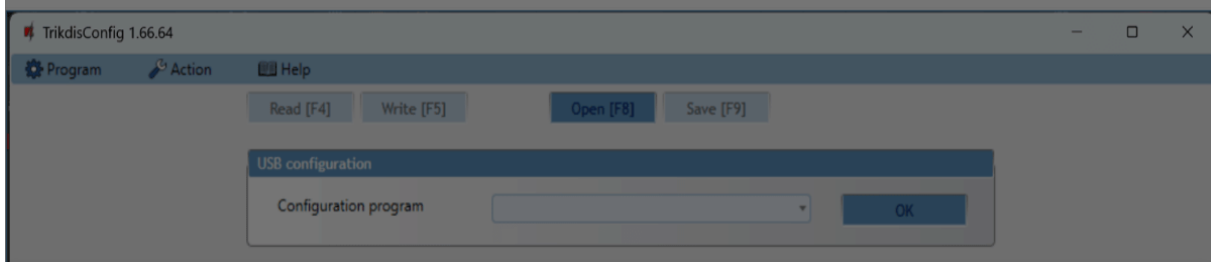 TrikdisConfig 1.66.64
Program Action Help
Read [F4] Write [F5] Open [F8] Save [F9]
USB configuration
Configuration program OK